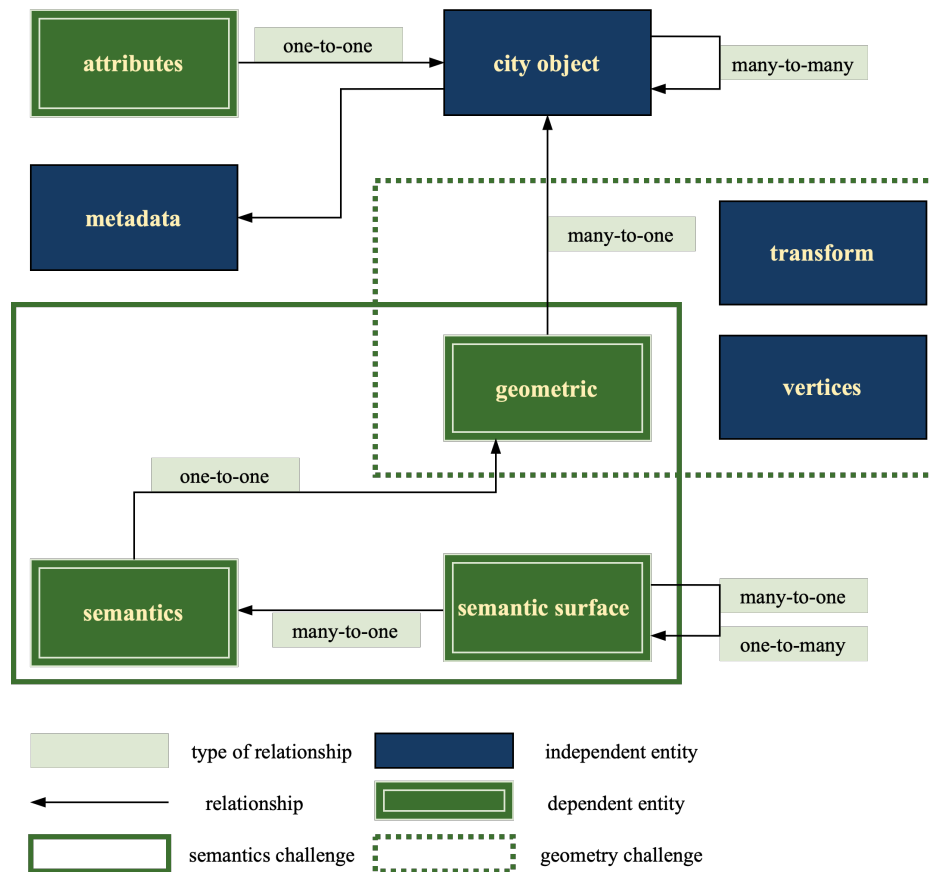 attributes
one-to-one
city object
many-to-many
metadata
many-to-one
transform
geometric
vertices
one-to-one
semantics
many-to-one
semantic surface
many-to-one
one-to-many
type of relationship
independent entity
relationship
dependent entity
semantics challenge
geometry challenge